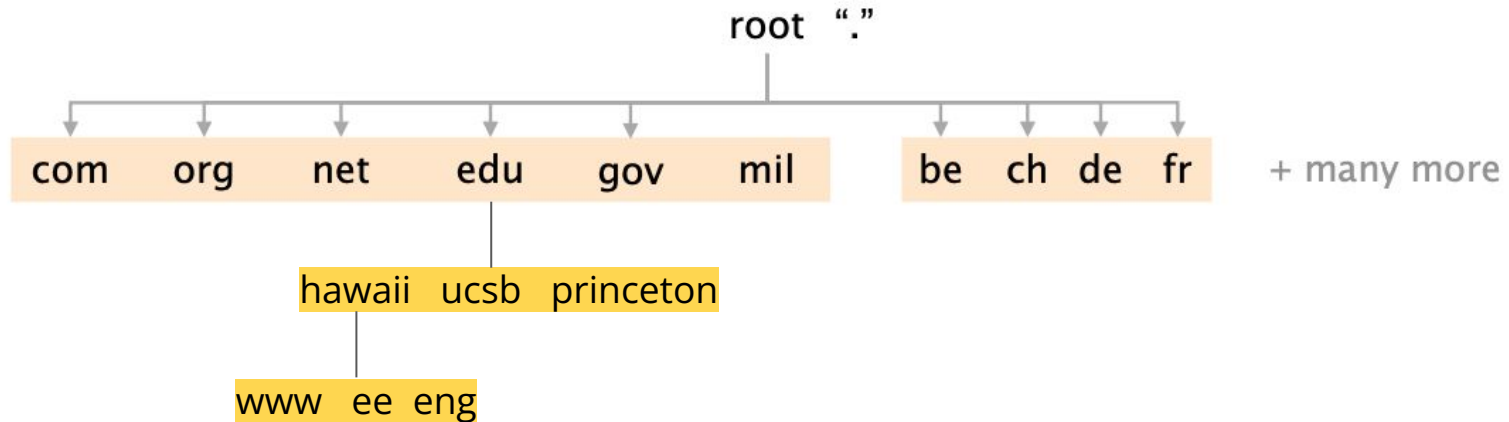 root “.”
com org net edu gov mil be ch de fr + many more
hawaii ucsb princeton
www ee eng